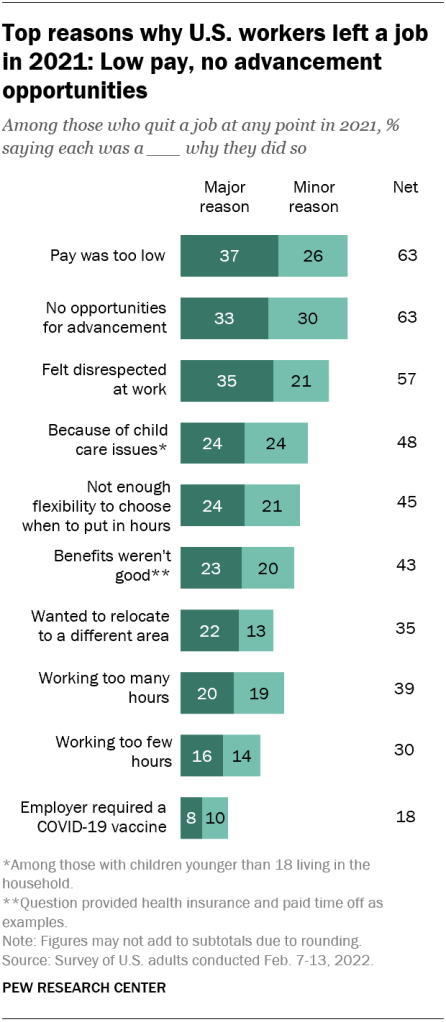 Top reasons why U.S. workers left a job
in 2021: Low pay, no advancement
opportunities
Among those who quit a job at any point in 2021, %
saying each was a ___ why they did so
Major reason Minor reason Net
Pay was too low 37 26 63
No opportunities
for advancement 33 30 63
Felt disrespected
at work 35 21 57
Because of child
care issues* 24 24 48
Not enough
flexibility to choose
when to put in hours 24 21 45
Benefits weren't
good** 23 20 43
Wanted to relocate
to a different area 22 13 35
Working too many
hours 20 19 39
Working too few
hours 16 14 30
Employer required a
COVID-19 vaccine 8 10 18
*Among those with children younger than 18 living in the
household.
**Question provided health insurance and paid time off as
examples.
Note: Figures may not add to subtotals due to rounding.
Source: Survey of U.S. adults conducted Feb. 7-13, 2022.
PEW RESEARCH CENTER